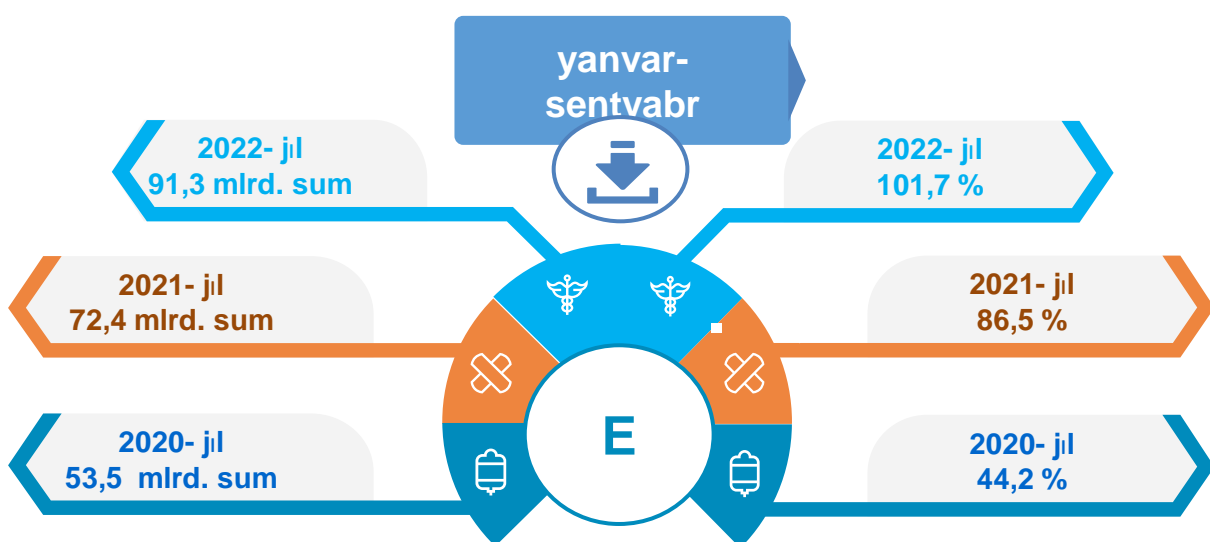 yanvar-
sentyabr
2022- jıl
91,3 mlrd. sum
2022- jıl
101,7 %
2021- jıl
72,4 mlrd. sum
2021- jıl
86,5 %
2020- jıl
53,5 mlrd. sum
2020- jıl
44,2 %
E